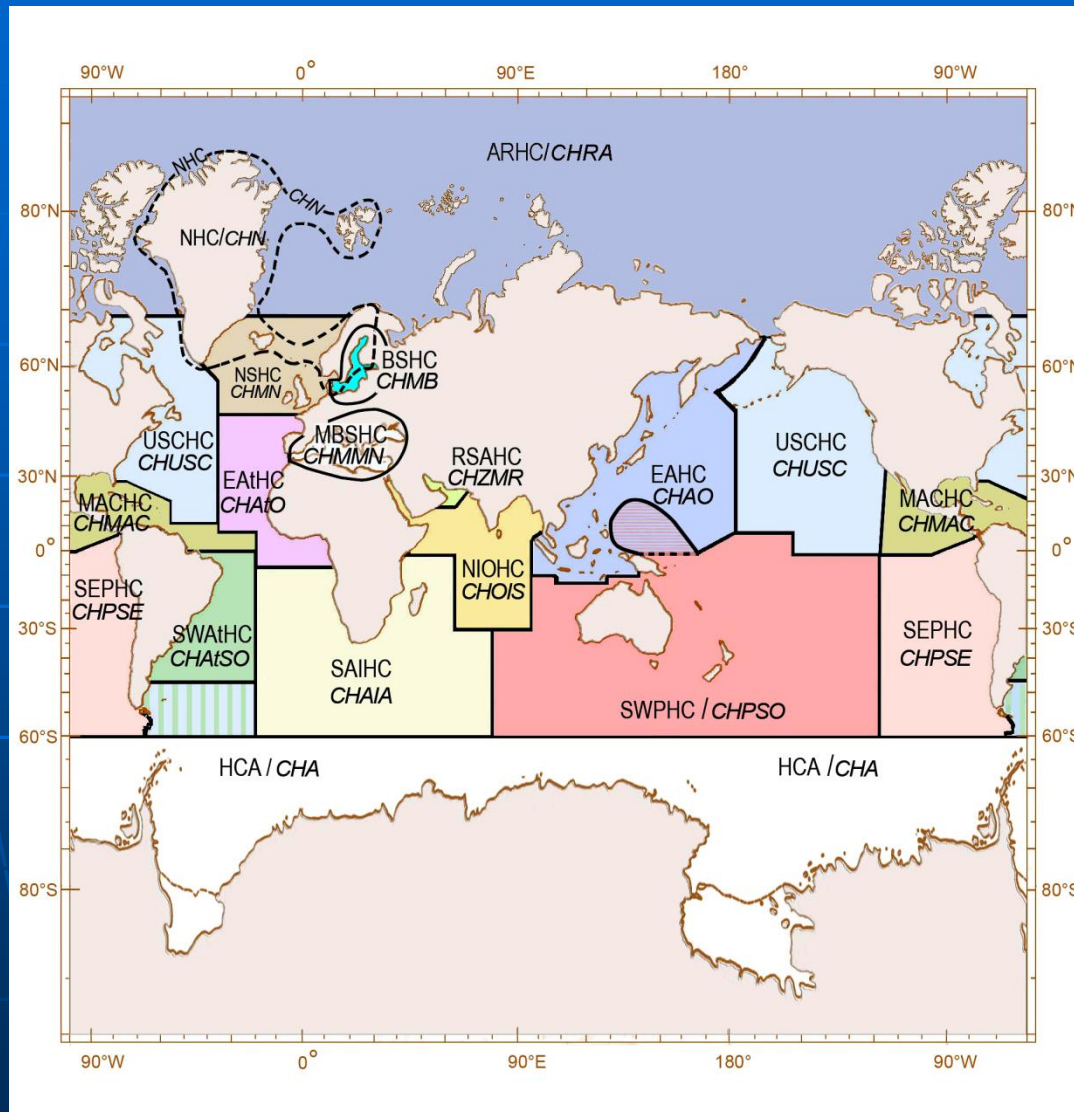 90°W 0° 90°E 180° 90°W
ARHC/CHRA
NHC
CHN
80°N 80°N
NHC/CHN
60°N 60°N
NSHC
CHMN
BSHC
CHMB
USCHC
CHUSC
MBSHC
CHMMN
EAtHC
CHAtO
RSAHC
CHZMR
EAHC
CHAO
USCHC
CHUSC
30°N 30°N
MACHC
CHMAC
MACHC
CHMAC
0° 0°
SEPHC
CHPSE
NIOHC
CHOIS
30°S 30°S
SWAtHC
CHAtSO
SAIHC
CHAIA
SEPHC
CHPSE
SWPHC / CHPSO
60°S 60°S
HCA / CHA HCA / CHA
80°S 80°S
90°W 0° 90°E 180° 90°W